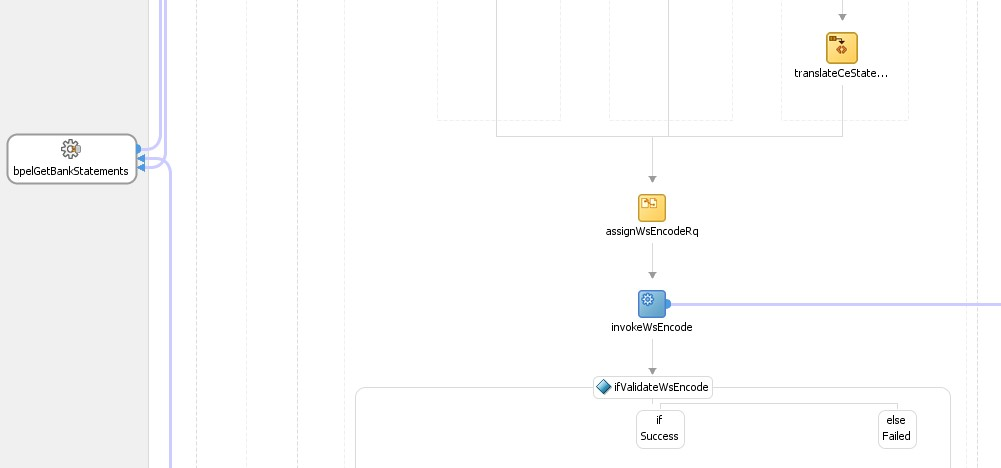 translateCeState...
bpelGetBankStatements
assignWsEncodeRq
invokeWsEncode
ifValidateWsEncode
if
Success
else
Failed